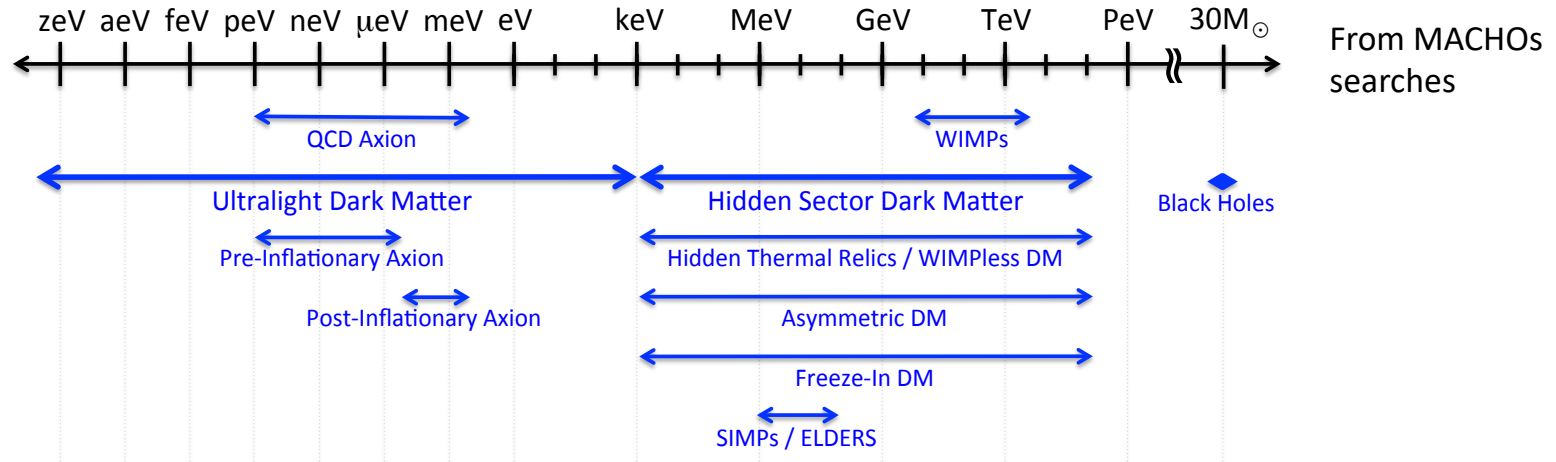 zeV aeV feV peV neV μeV meV eV keV MeV GeV TeV PeV 30M☉
From MACHOs
searches
QCD Axion
WIMPs
Ultralight Dark Matter
Hidden Sector Dark Matter
Black Holes
Pre-Inflationary Axion
Hidden Thermal Relics / WIMPless DM
Post-Inflationary Axion
Asymmetric DM
Freeze-In DM
SIMPs / ELDERS